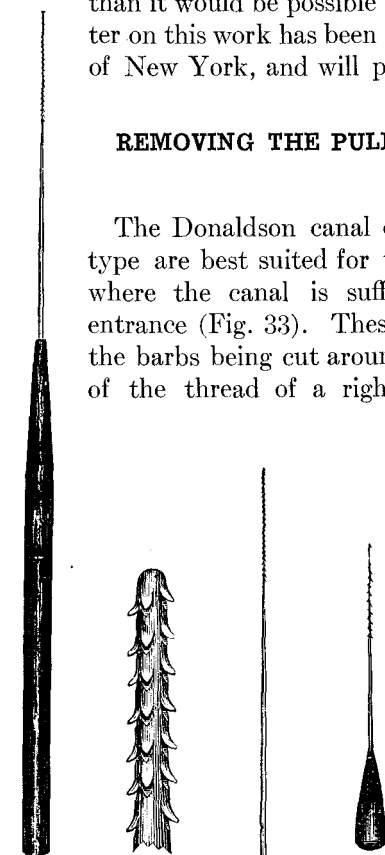 than it would be possible
ter on this work has been
of New York, and will p
REMOVING THE PUL
The Donaldson canal
type are best suited for
where the canal is suff
entrance (Fig. 33). Thes
the barbs being cut aroun
of the thread of a righ